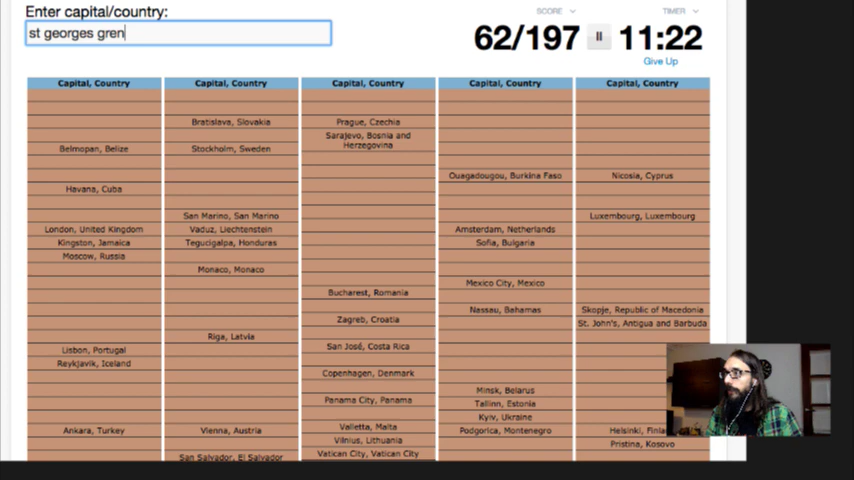 Enter capital/country:
st georges gren
SCORE
TIMER
62/197
11:22
Give Up
Capital, Country
Belmopan, Belize
Havana, Cuba
London, United Kingdom
Kingston, Jamaica
Moscow, Russia
Lisbon, Portugal
Reykjavik, Iceland
Ankara, Turkey
Capital, Country
Bratislava, Slovakia
Stockholm, Sweden
San Marino, San Marino
Vaduz, Liechtenstein
Tegucigalpa, Honduras
Monaco, Monaco
Riga, Latvia
Vienna, Austria
San Salvador, El Salvador
Capital, Country
Prague, Czechia
Sarajevo, Bosnia and
Herzegovina
Bucharest, Romania
Zagreb, Croatia
San José, Costa Rica
Copenhagen, Denmark
Panama City, Panama
Valletta, Malta
Vilnius, Lithuania
Vatican City, Vatican City
Capital, Country
Ouagadougou, Burkina Faso
Amsterdam, Netherlands
Sofia, Bulgaria
Mexico City, Mexico
Nassau, Bahamas
Minsk, Belarus
Tallinn, Estonia
Kyiv, Ukraine
Podgorica, Montenegro
Capital, Country
Nicosia, Cyprus
Luxembourg, Luxembourg
Skopje, Republic of Macedonia
St. John's, Antigua and Barbuda
Helsinki, Finla
Pristina, Kosovo